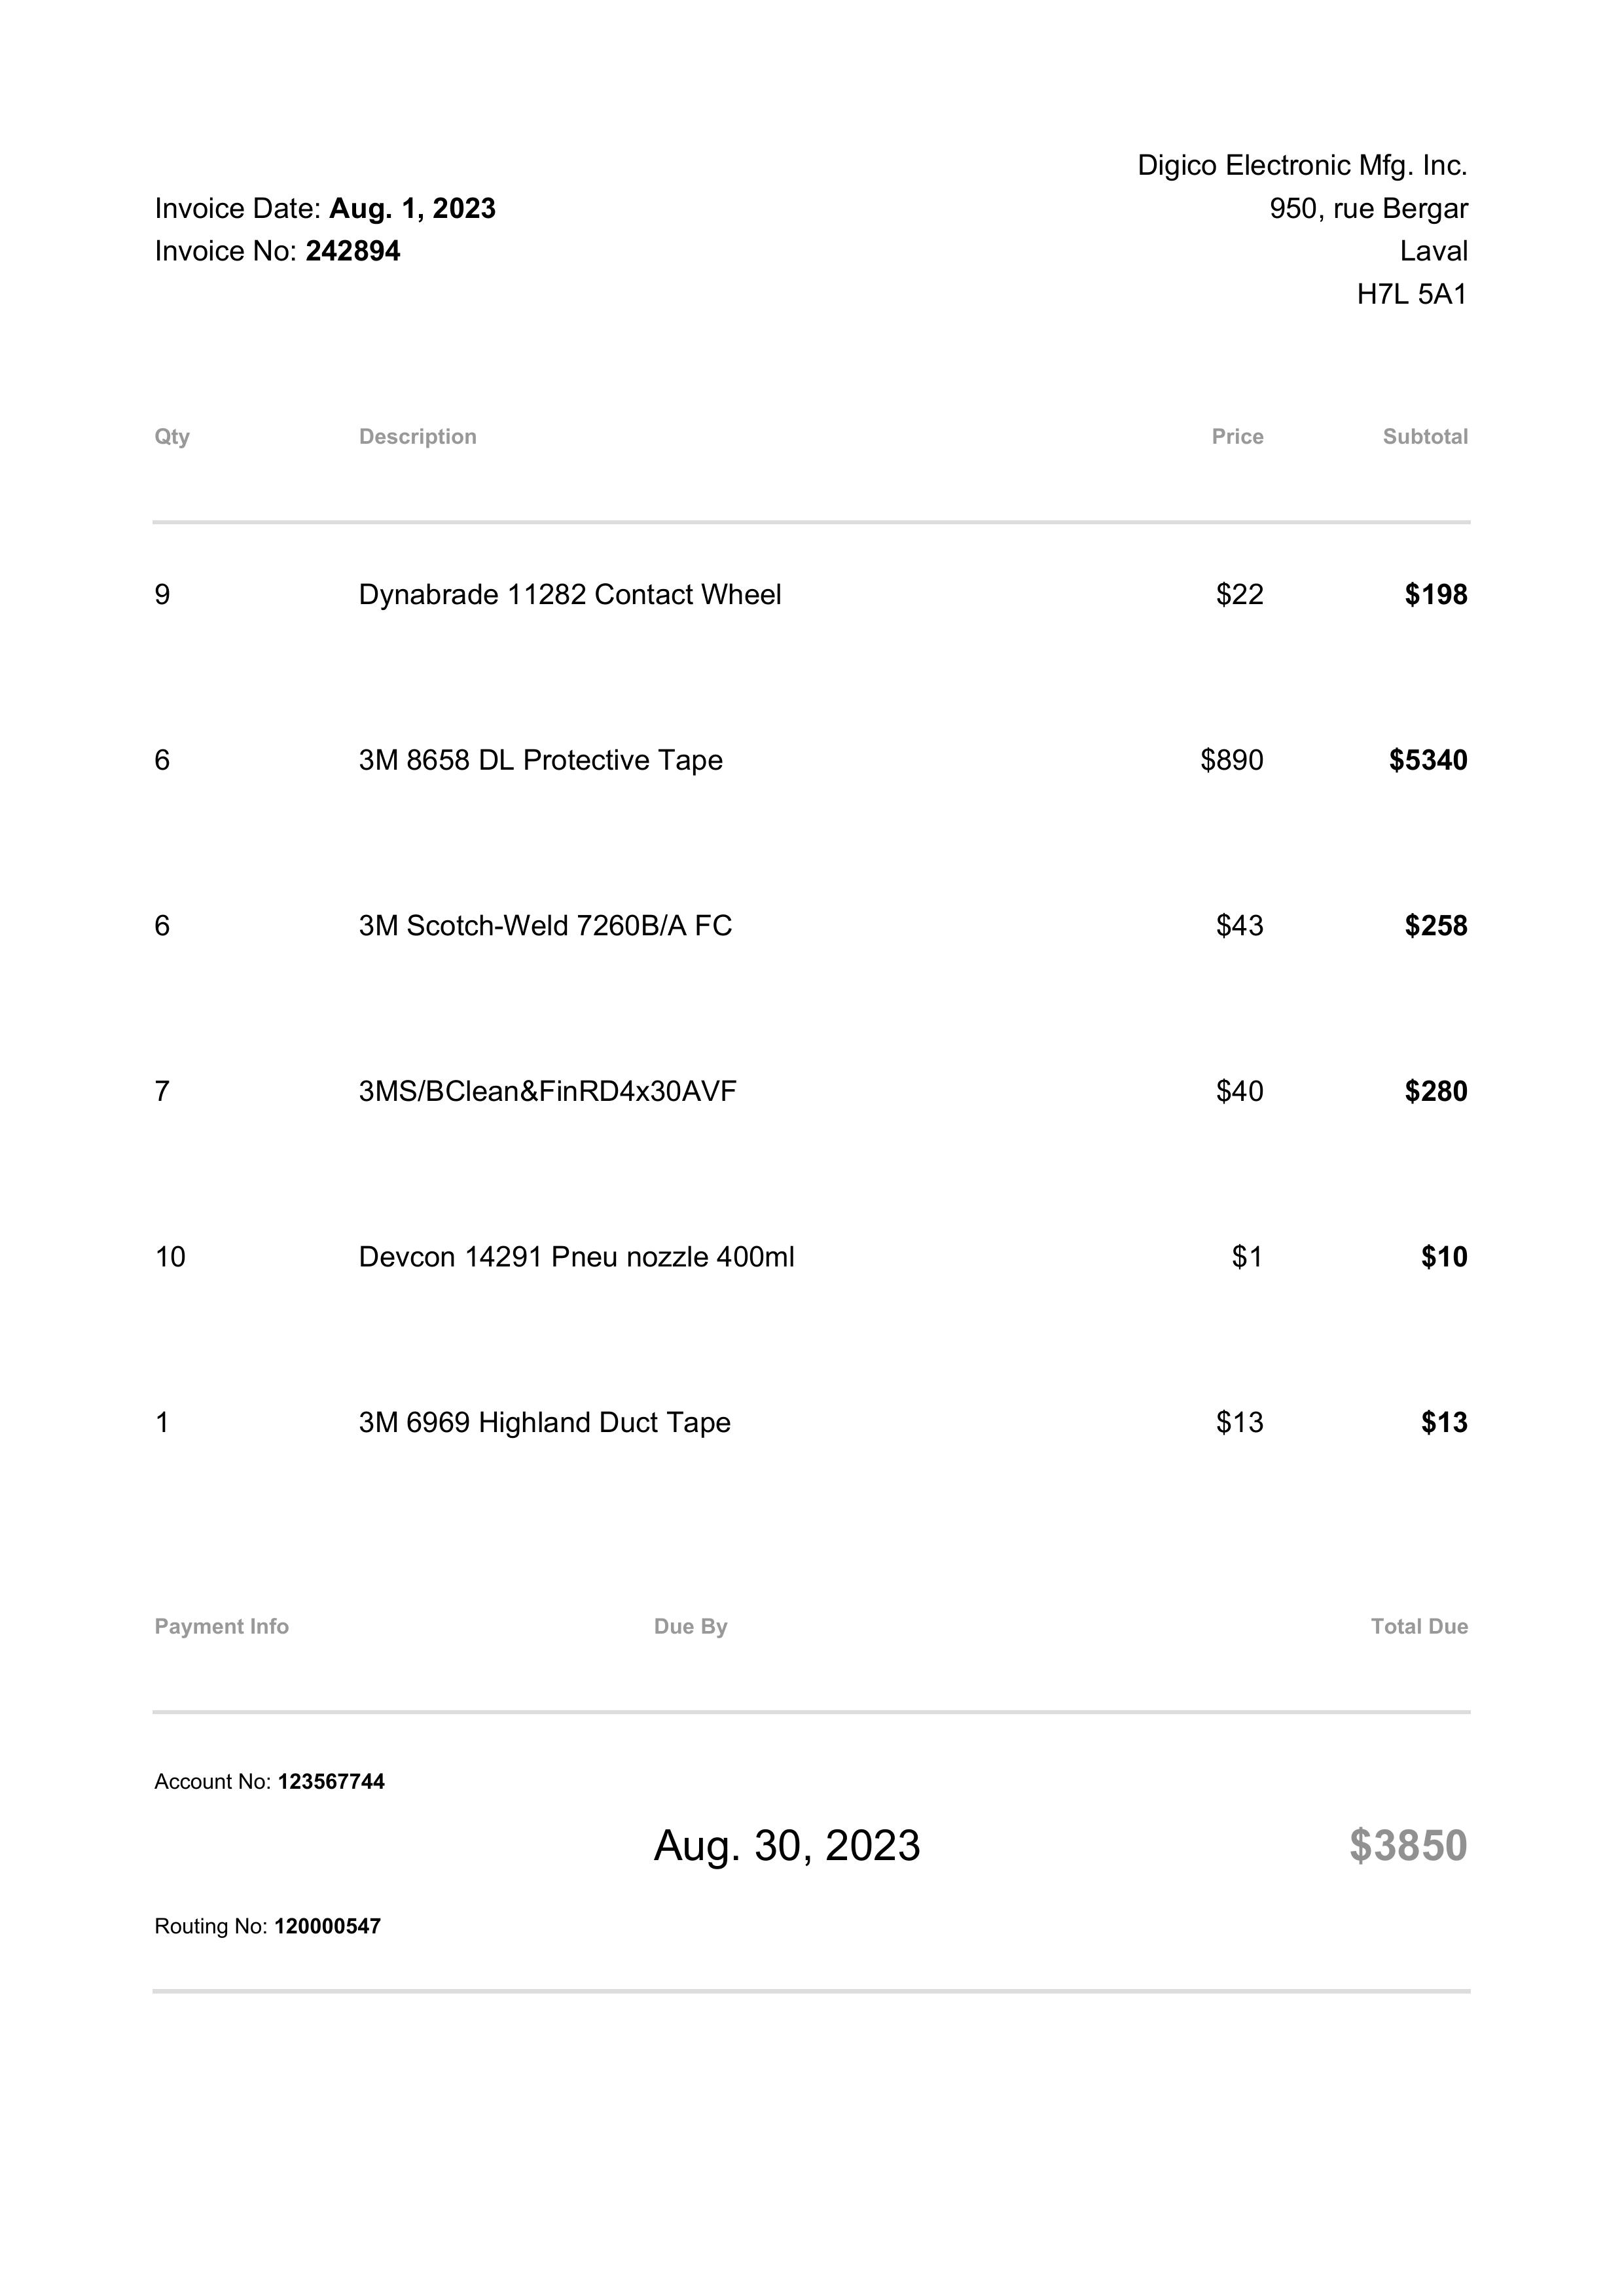 Digico Electronic Mfg. Inc.
950, rue Bergar
Laval
H7L 5A1
Invoice Date: Aug. 1, 2023
Invoice No: 242894
Qty Description Price Subtotal
9 Dynabrade 11282 Contact Wheel $22 $198
6 3M 8658 DL Protective Tape $890 $5340
6 3M Scotch-Weld 7260B/A FC $43 $258
7 3MS/BClean&FinRD4x30AVF $40 $280
10 Devcon 14291 Pneu nozzle 400ml $1 $10
1 3M 6969 Highland Duct Tape $13 $13
Payment Info Due By Total Due
Account No: 123567744
Aug. 30, 2023 $3850
Routing No: 120000547